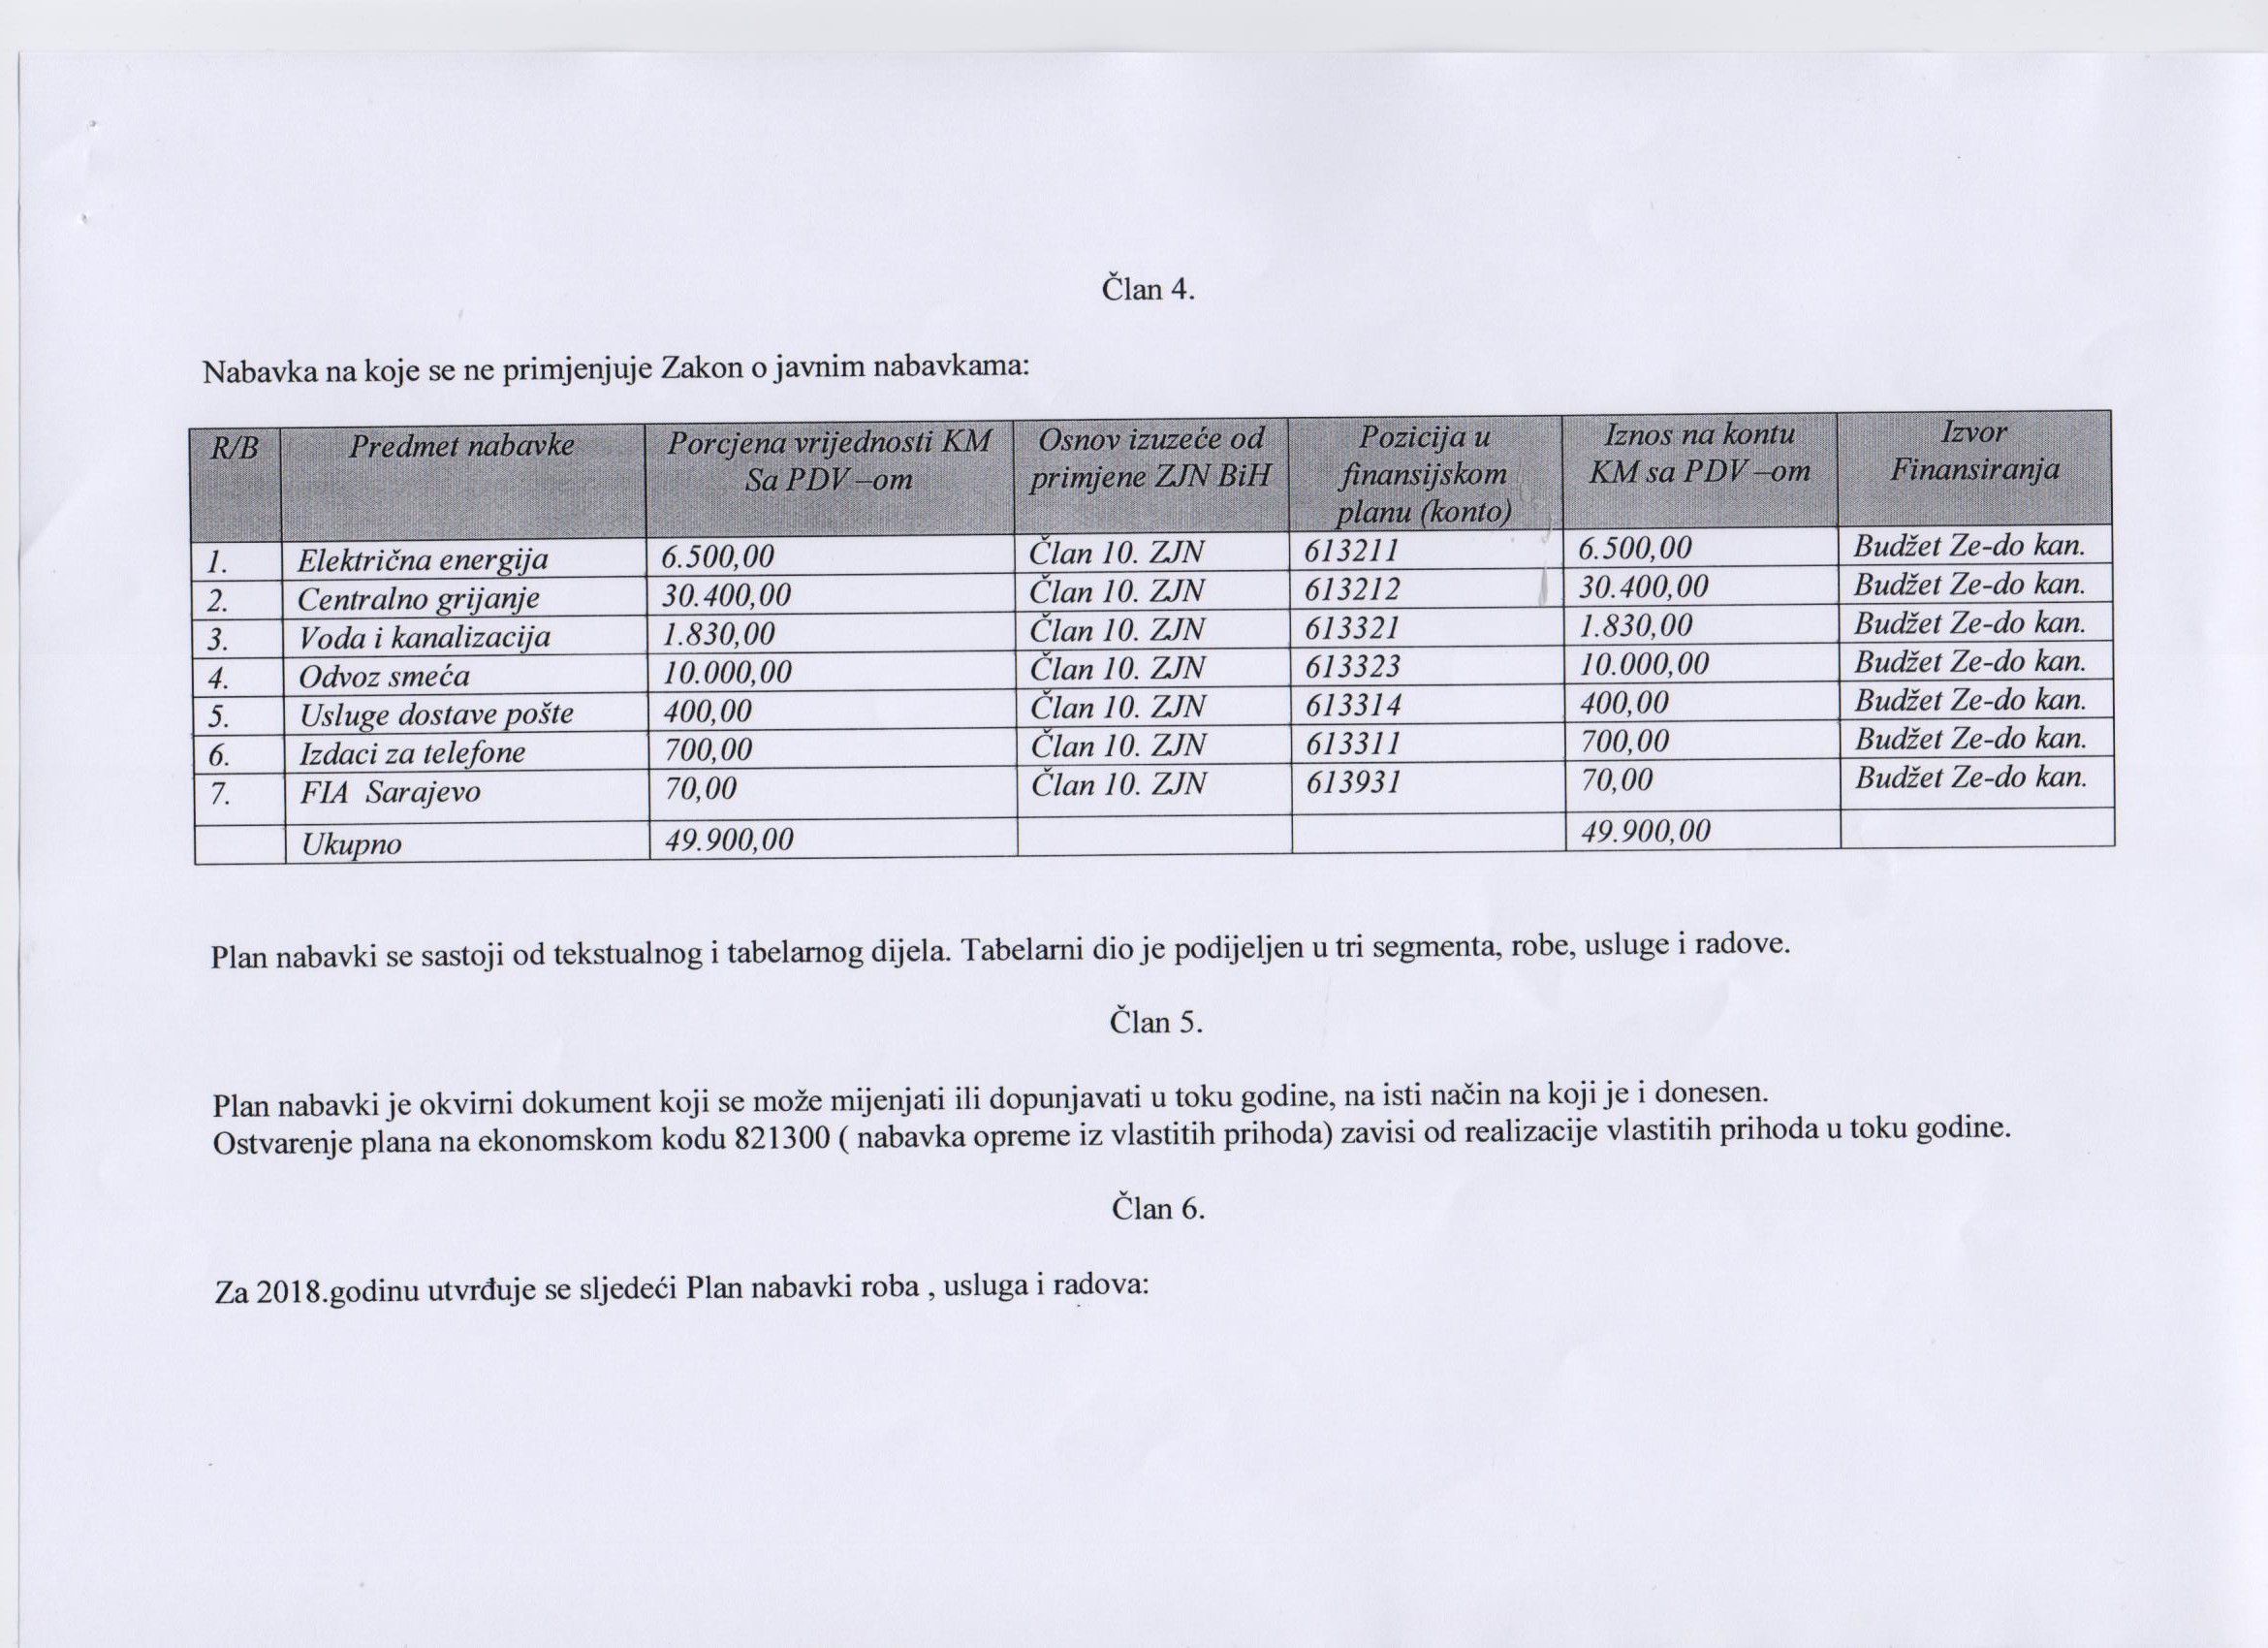 Član 4.
Nabavka na koje se ne primjenjuje Zakon o javnim nabavkama:
R/B Predmet nabavke Porcjena vrijednosti KM Sa PDV –om Osnov izuzeće od primjene ZJN BiH Pozicija u finansijskom planu (konto) Iznos na kontu KM sa PDV –om Izvor Finansiranja
1. Električna energija 6.500,00 Član 10. ZJN 613211 6.500,00 Budžet Ze-do kan.
2. Centralno grijanje 30.400,00 Član 10. ZJN 613212 30.400,00 Budžet Ze-do kan.
3. Voda i kanalizacija 1.830,00 Član 10. ZJN 613321 1.830,00 Budžet Ze-do kan.
4. Odvoz smeća 10.000,00 Član 10. ZJN 613323 10.000,00 Budžet Ze-do kan.
5. Usluge dostave pošte 400,00 Član 10. ZJN 613314 400,00 Budžet Ze-do kan.
6. Izdaci za telefone 700,00 Član 10. ZJN 613311 700,00 Budžet Ze-do kan.
7. FIA Sarajevo 70,00 Član 10. ZJN 613931 70,00 Budžet Ze-do kan.
Ukupno 49.900,00 49.900,00
Plan nabavki se sastoji od tekstualnog i tabelarnog dijela. Tabelarni dio je podijeljen u tri segmenta, robe, usluge i radove.
Član 5.
Plan nabavki je okvirni dokument koji se može mijenjati ili dopunjavati u toku godine, na isti način na koji je i donesen.
Ostvarenje plana na ekonomskom kodu 821300 ( nabavka opreme iz vlastitih prihoda) zavisi od realizacije vlastitih prihoda u toku godine.
Član 6.
Za 2018.godinu utvrđuje se sljedeći Plan nabavki roba , usluga i radova: